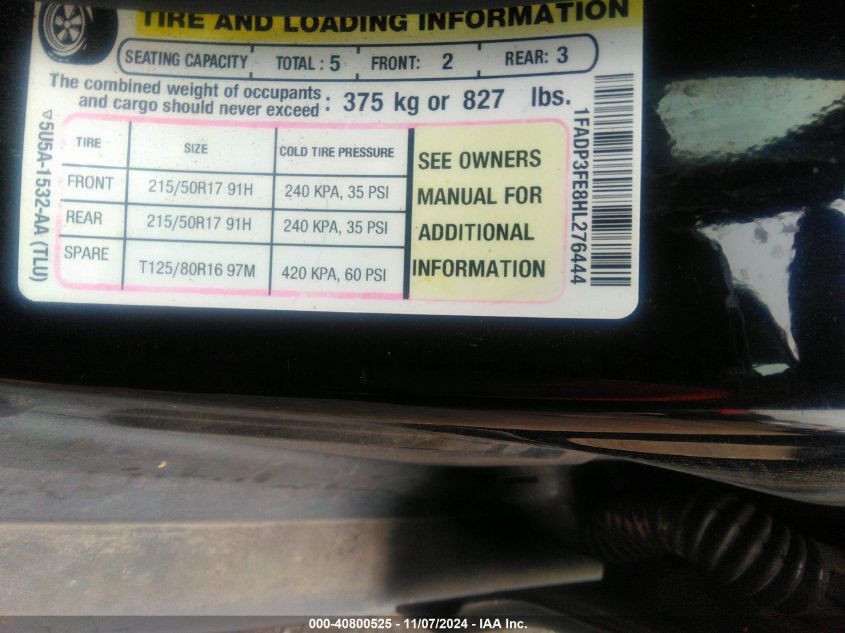 TIRE AND LOADING INFORMATION
SEATING CAPACITY TOTAL : 5 FRONT: 2 REAR: 3
The combined weight of occupants
and cargo should never exceed : 375 kg or 827 lbs.
TIRE SIZE COLD TIRE PRESSURE
FRONT 215/50R17 91H 240 KPA, 35 PSI
REAR 215/50R17 91H 240 KPA, 35 PSI
SPARE T125/80R16 97M 420 KPA, 60 PSI
SEE OWNERS
MANUAL FOR
ADDITIONAL
INFORMATION
5U5A-1532-AA (TLU)
1FADP3FE8HL276444
000-40800525 - 11/07/2024 - IAA Inc.